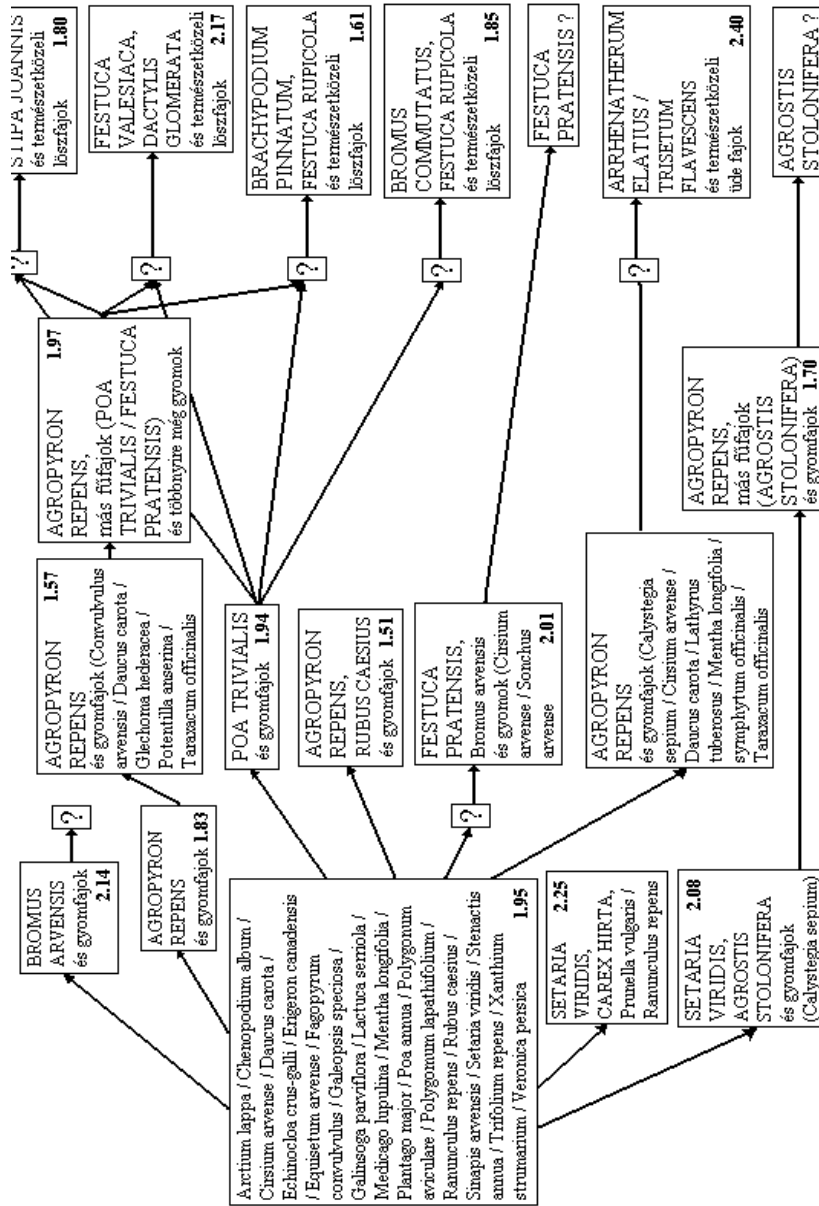 BROMUS
ARVENSIS
és gyomfajok
2.14
?
AGROPYRON
REPENS
és gyomfajok 1.83
Arctium lappa / Chenopodium album /
Cirsium arvense / Daucus carota /
Echinocloa crus-galli / Erigeron canadensis
/ Equisetum arvense / Fagopyrum
convulvulus / Galeopsis speciosa /
Galinsoga parviflora / Lactuca serriola /
Medicago lupulina / Mentha longifolia /
Plantago major / Poa annua / Polygonum
aviculare / Polygonum lapathifolium /
Ranunculus repens / Rubus caesius /
Sinapis arvensis / Setaria viridis / Stenactis
annua / Trifolium repens / Xanthium
strumarium / Veronica persica 1.95
SETARIA 2.25
VIRIDIS,
CAREX HIRTA,
Prunella vulgaris /
Ranunculus repens
SETARIA 2.08
VIRIDIS,
AGROSTIS
STOLONIFERA
és gyomfajok
(Calystegia sepium)
AGROPYRON 1.57
REPENS
és gyomfajok (Convulvulus
arvensis / Daucus carota /
Glechoma hederacea /
Potentilla anserina /
Taraxacum officinalis
POA TRIVIALIS
és gyomfajok 1.94
AGROPYRON
REPENS,
RUBUS CAESIUS
és gyomfajok 1.51
?
FESTUCA
PRATENSIS,
Bromus arvensis
és gyomok (Cirsium
arvense / Sonchus
arvense 2.01
AGROPYRON
REPENS
és gyomfajok (Calystegia
sepium / Cirsium arvense /
Daucus carota / Lathyrus
tuberosus / Mentha longifolia /
symphytum officinalis /
Taraxacum officinalis
AGROPYRON 1.97
REPENS,
más fűfajok (POA
TRIVIALIS / FESTUCA
PRATENSIS)
és többnyire még gyomok
AGROPYRON
REPENS,
más fűfajok
(AGROSTIS
STOLONIFERA)
és gyomfajok 1.70
?
?
?
?
?
STIPA JOANNIS
és természetközeli
löszfajok 1.80
FESTUCA
VALESIACA,
DACTYLIS
GLOMERATA
és természetközeli
löszfajok 2.17
BRACHYPODIUM
PINNATUM,
FESTUCA RUPICOLA
és természetközeli
löszfajok 1.61
BROMUS
COMMUTATUS,
FESTUCA RUPICOLA
és természetközeli
löszfajok 1.85
FESTUCA
PRATENSIS ?
ARRHENATHERUM
ELATIUS /
TRISETUM
FLAVESCENS
és természetközeli
üde fajok 2.40
AGROSTIS
STOLONIFERA ?